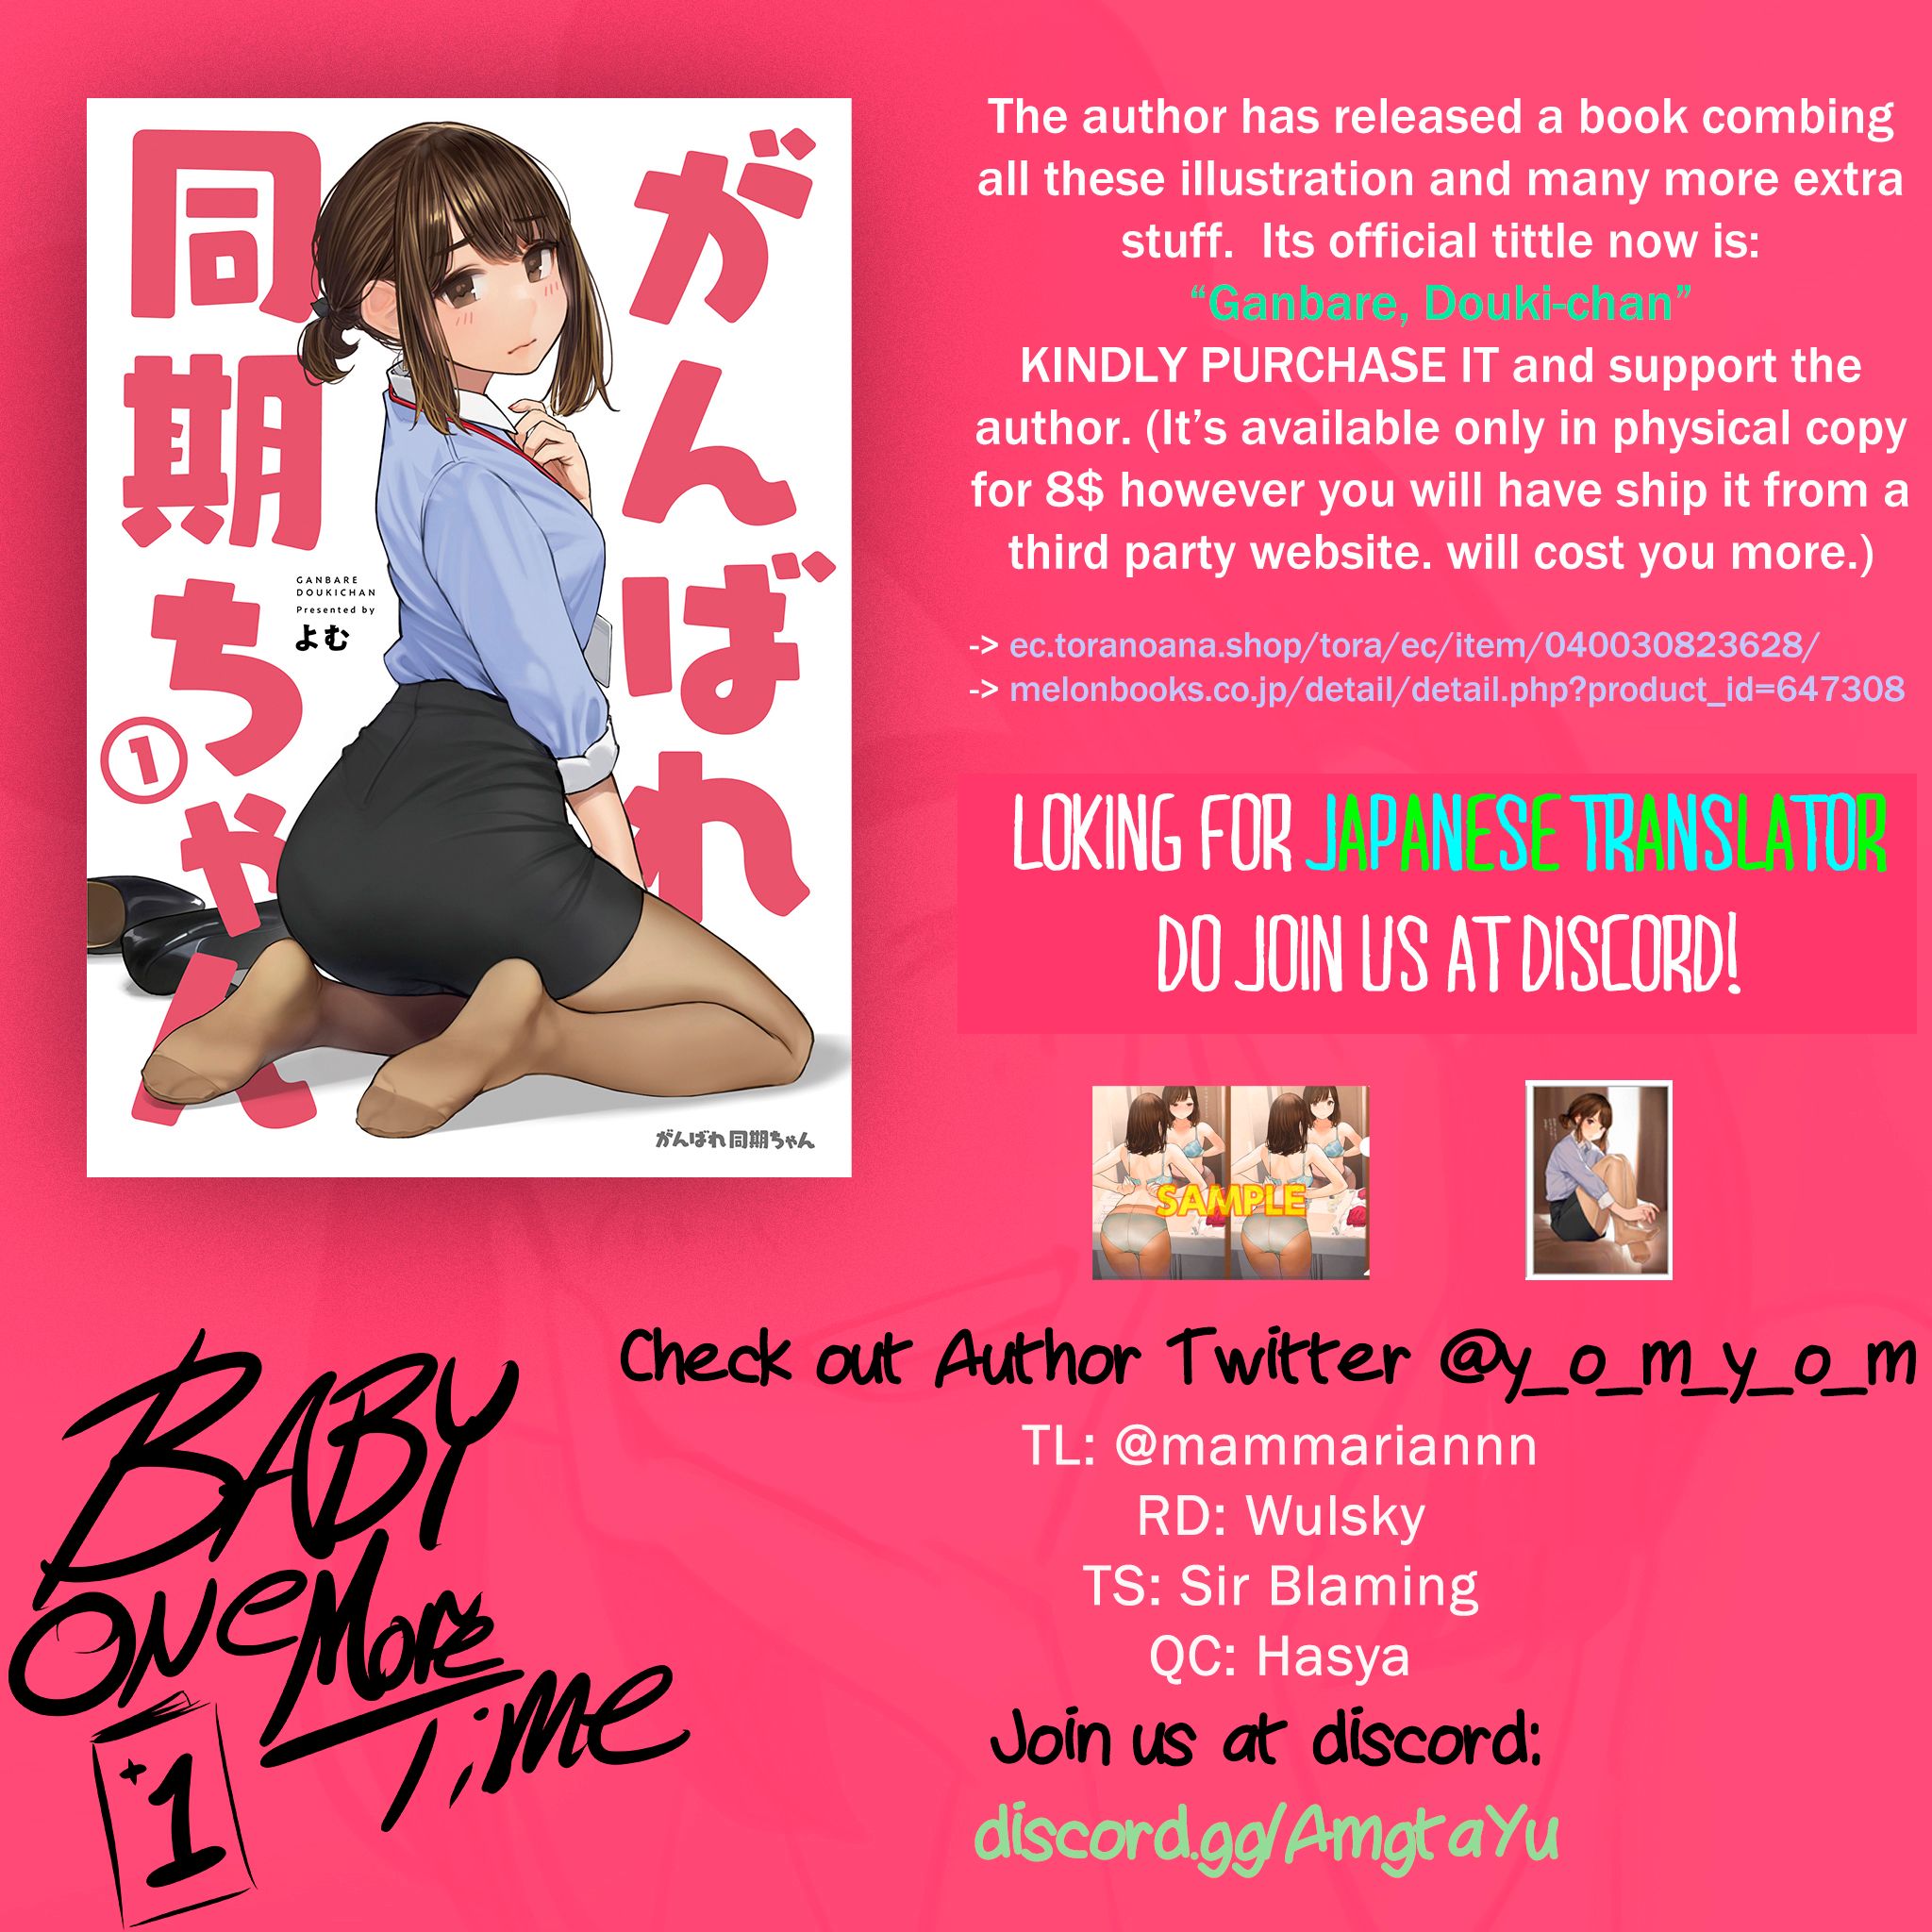 がんばれ
同期ちゃん
①
GANBARE
DOUKICHAN
Presented by
よむ
がんばれ同期ちゃん
The author has released a book combing
all these illustration and many more extra
stuff.  Its official tittle now is:
“Ganbare, Douki-chan”
KINDLY PURCHASE IT and support the
author. (It’s available only in physical copy
for 8$ however you will have ship it from a
third party website. will cost you more.)
-> ec.toranoana.shop/tora/ec/item/040030823628/
-> melonbooks.co.jp/detail/detail.php?product_id=647308
LOKING FOR JAPANESE TRANSLATOR
DO JOIN US AT DISCORD!
SAMPLE
Check out Author Twitter @y_o_m_y_o_m
TL: @mammariannn
RD: Wulsky
TS: Sir Blaming
QC: Hasya
Join us at discord:
discord.gg/AmgtaYu
BABY
ONE MORE
TIME
+1